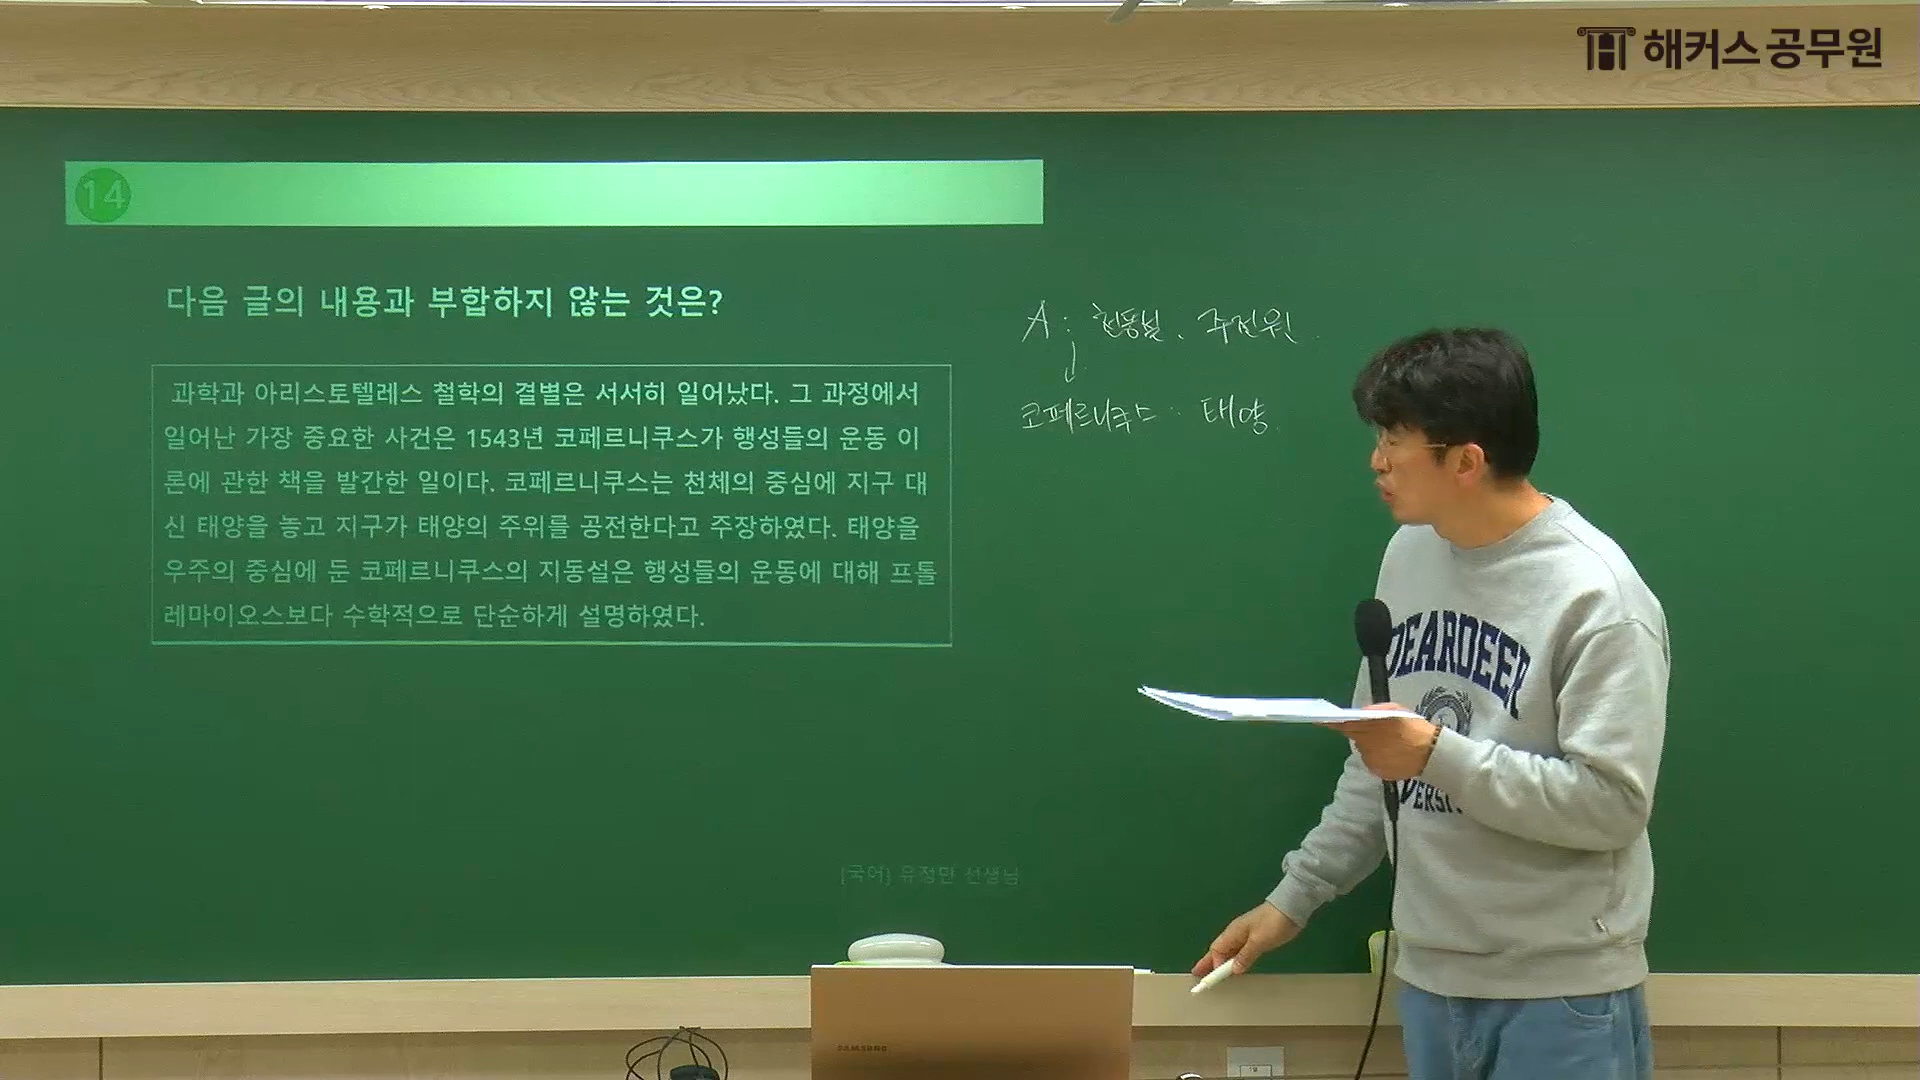 해커스공무원
14
다음 글의 내용과 부합하지 않는 것은?
과학과 아리스토텔레스 철학의 결별은 서서히 일어났다. 그 과정에서
일어난 가장 중요한 사건은 1543년 코페르니쿠스가 행성들의 운동 이
론에 관한 책을 발간한 일이다. 코페르니쿠스는 천체의 중심에 지구 대
신 태양을 놓고 지구가 태양의 주위를 공전한다고 주장하였다. 태양을
우주의 중심에 둔 코페르니쿠스의 지동설은 행성들의 운동에 대해 프톨
레마이오스보다 수학적으로 단순하게 설명하였다.
A : 천동설, 주전원.
코페르니쿠스 : 태양.
[국어] 유정민 선생님
DEARDEER
SAMSUNG